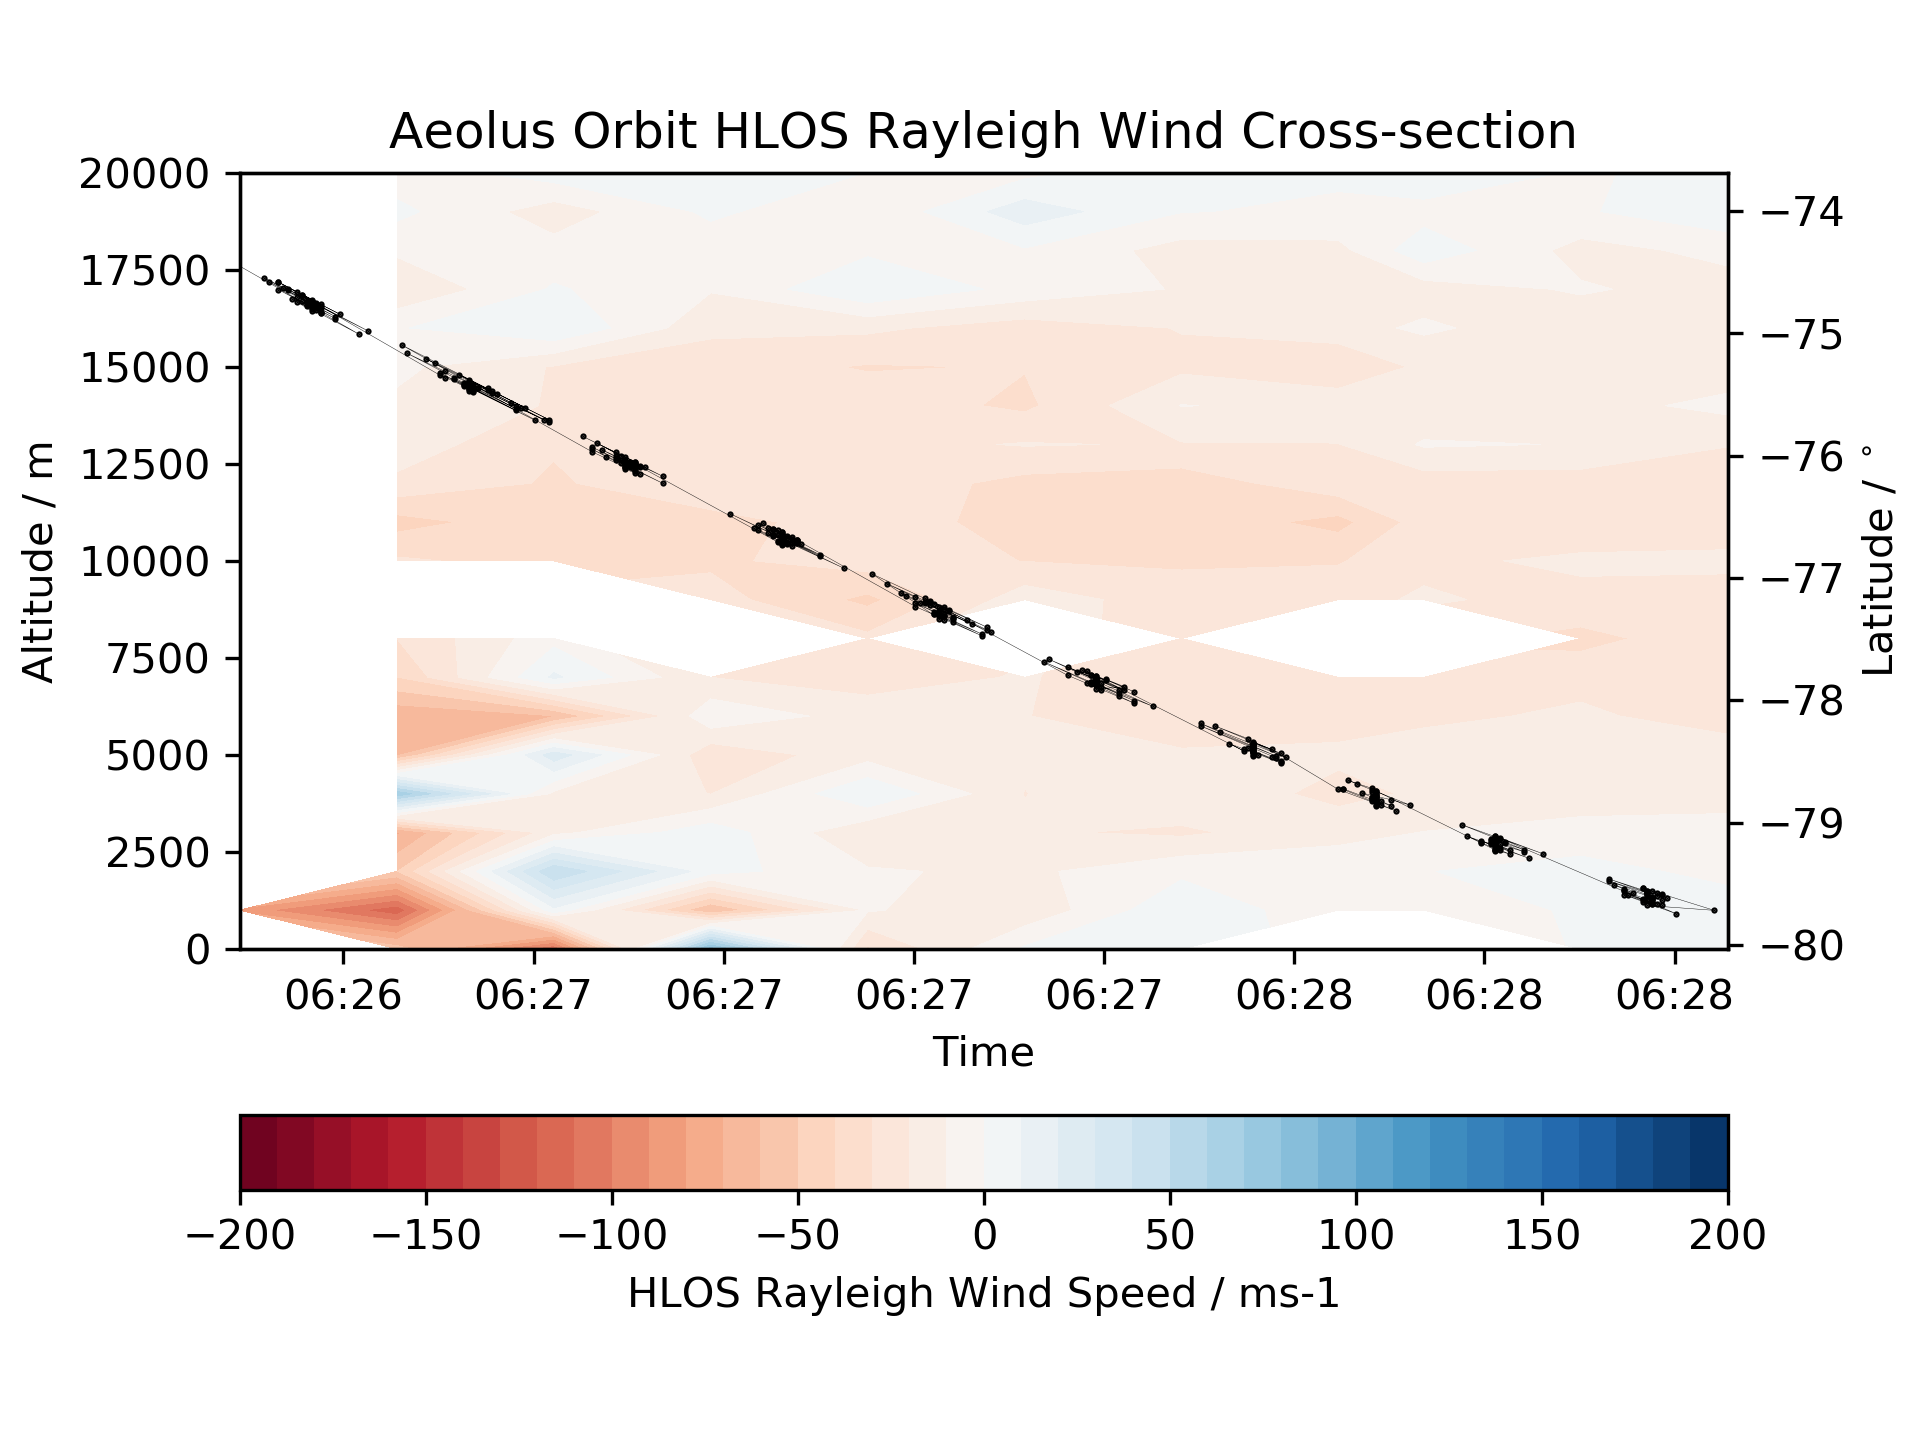 Aeolus Orbit HLOS Rayleigh Wind Cross-section
20000
17500
15000
12500
10000
7500
5000
2500
0
Altitude / m
−74
−75
−76
−77
−78
−79
−80
Latitude / °
06:26 06:27 06:27 06:27 06:27 06:28 06:28 06:28
Time
−200 −150 −100 −50 0 50 100 150 200
HLOS Rayleigh Wind Speed / ms-1